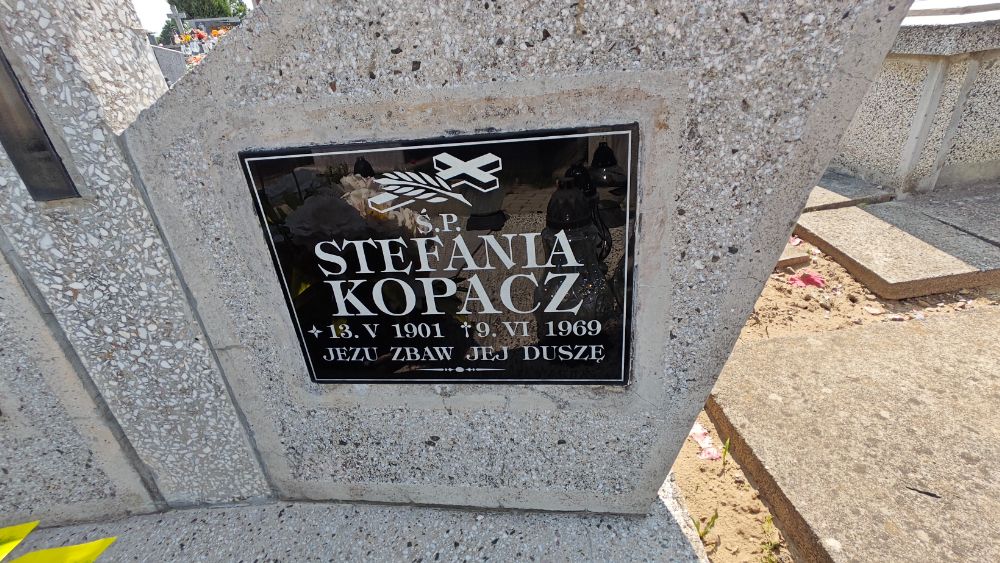 Ś.P.
STEFANIA
KOPACZ
13. V 1901 † 9. VI 1969
JEZU ZBAW JEJ DUSZĘ